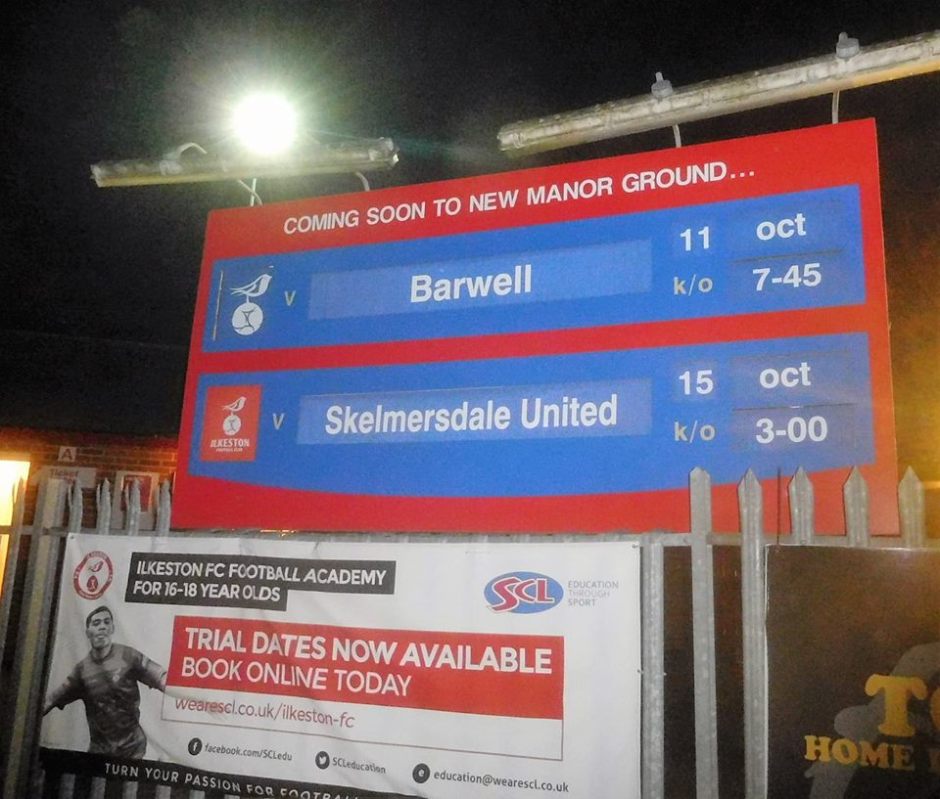 COMING SOON TO NEW MANOR GROUND...
v Barwell 11 oct
k/o 7-45
ILKESTON
v Skelmersdale United 15 oct
k/o 3-00
A
ILKESTON FC FOOTBALL ACADEMY
FOR 16-18 YEAR OLDS
SCL EDUCATION
THROUGH
SPORT
TRIAL DATES NOW AVAILABLE
BOOK ONLINE TODAY
wearescl.co.uk/ilkeston-fc
facebook.com/SCLedu
SCLeducation
education@wearescl.co.uk
TURN YOUR PASSION FOR FOOTBA
HOME